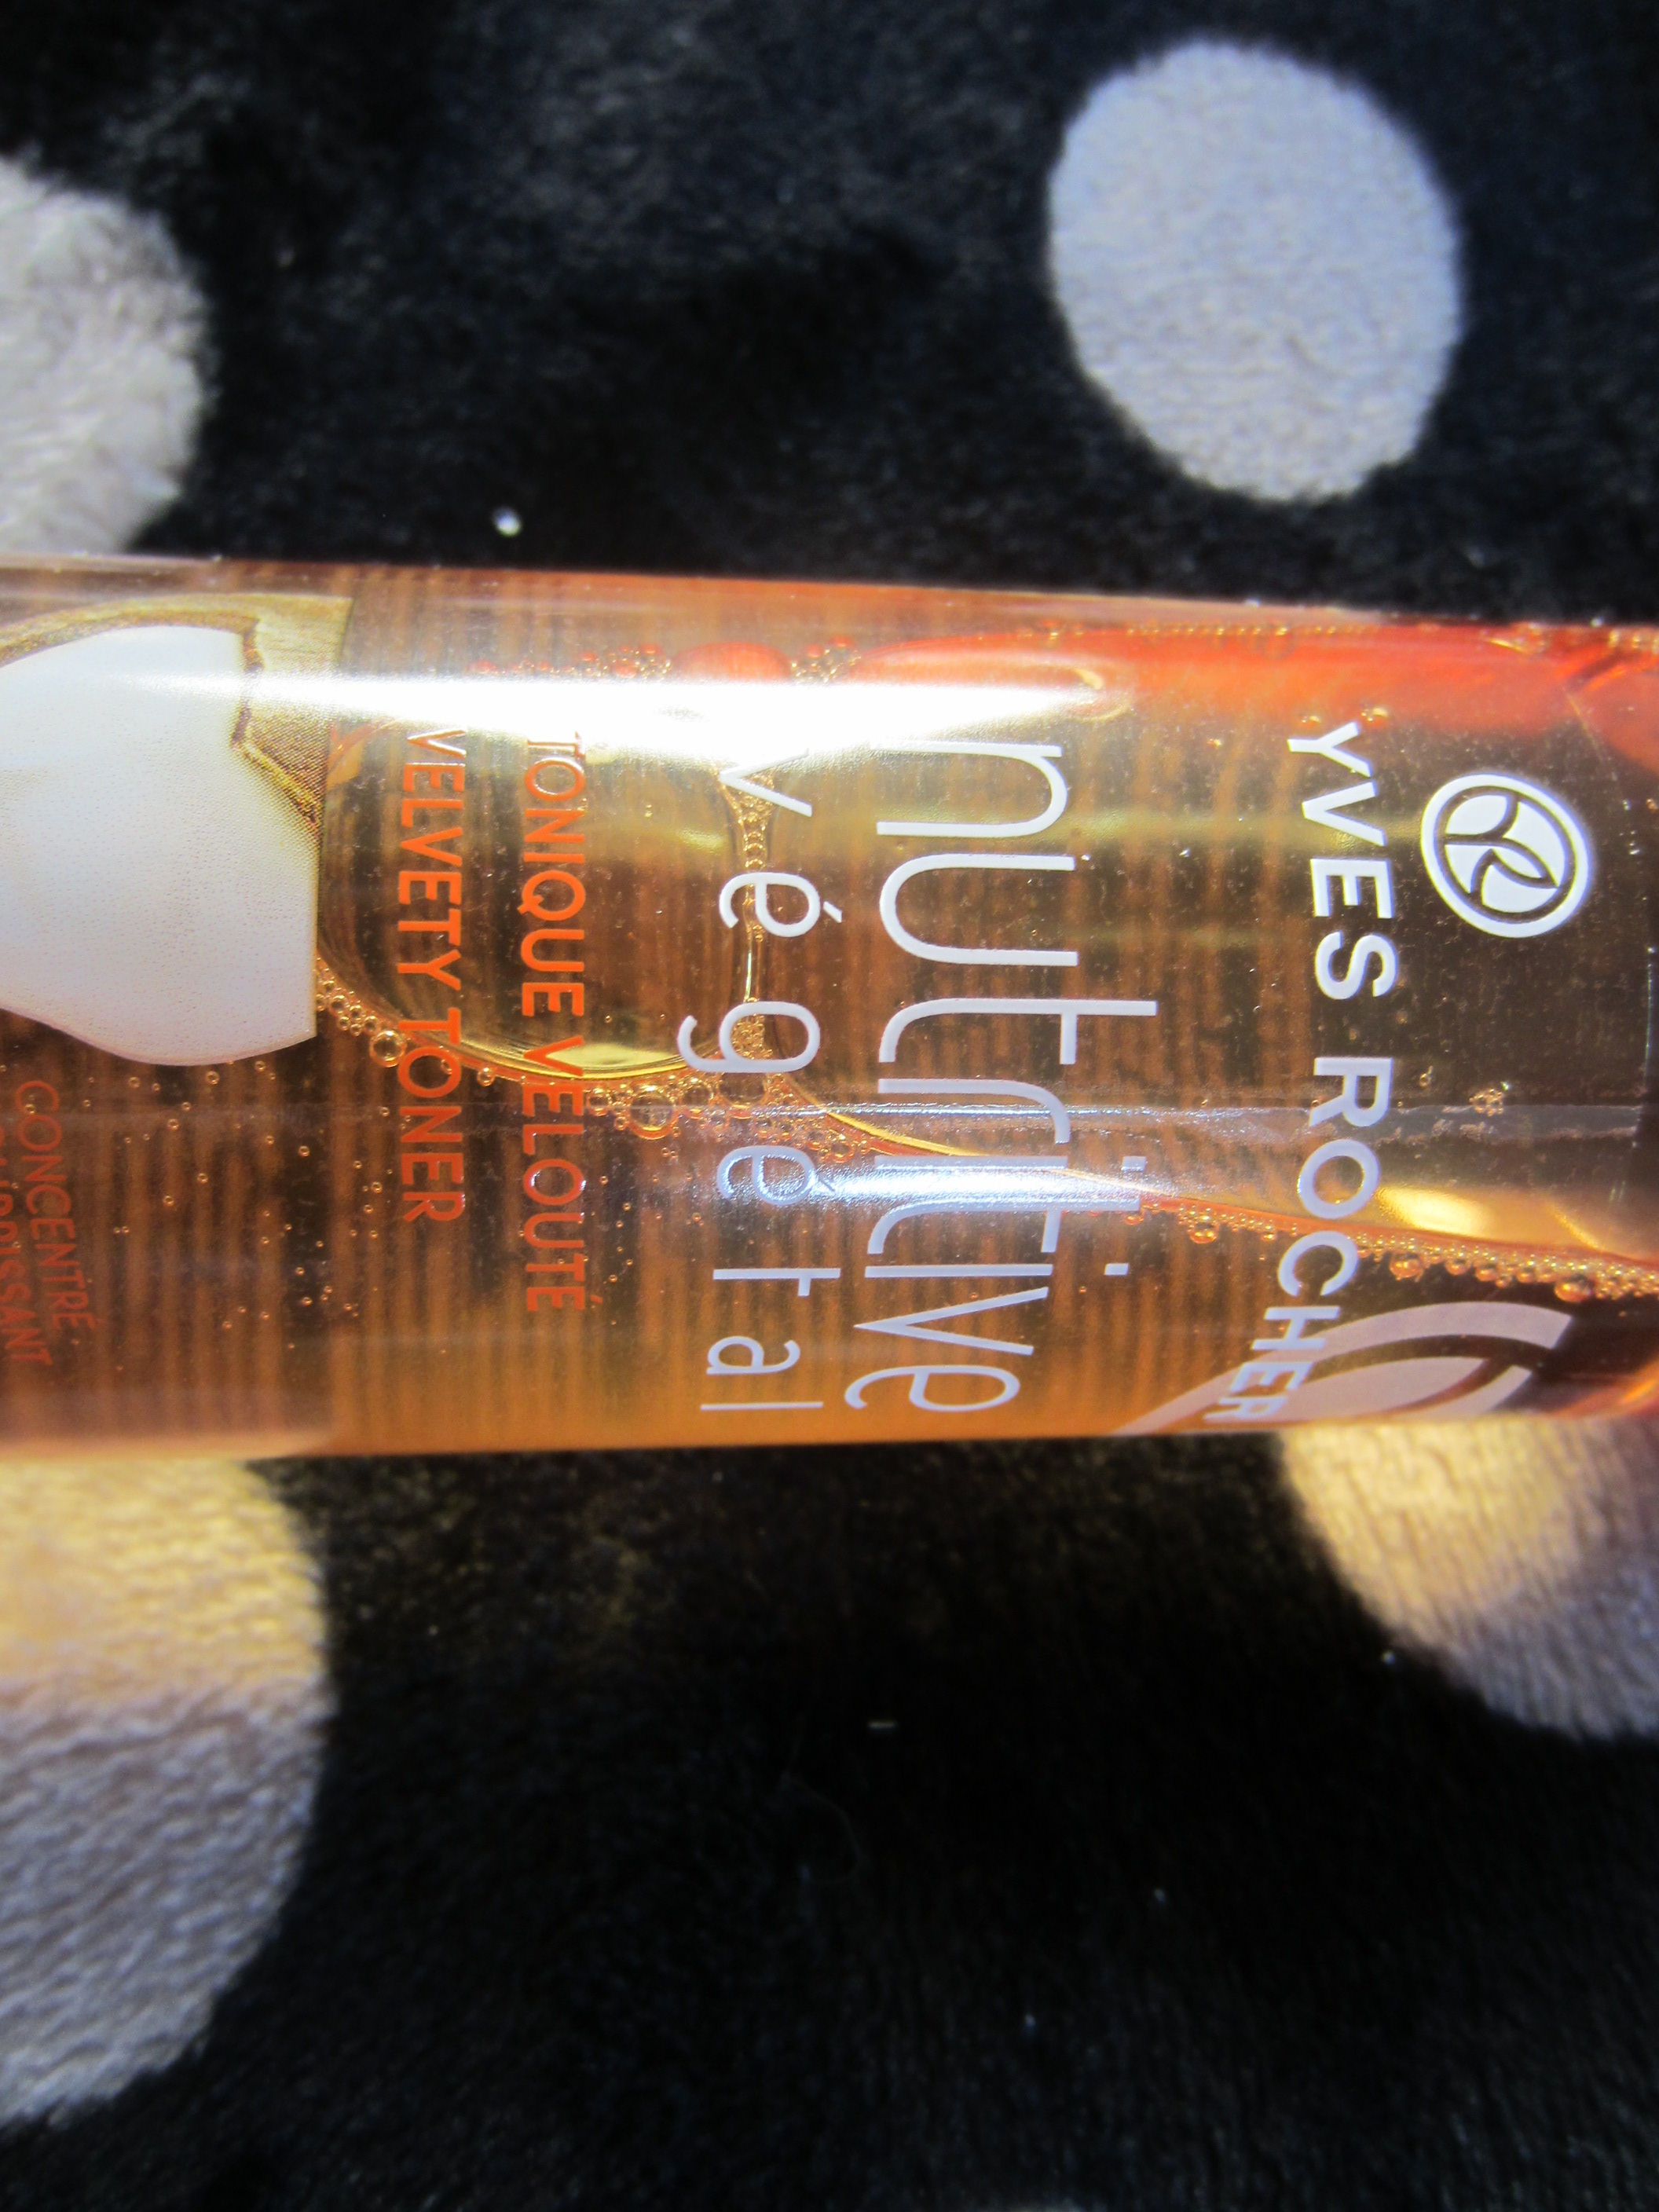 YVES ROCHER
nutritive
végétal
TONIQUE VELOUTÉ
VELVETY TONER
CONCENTRÉ